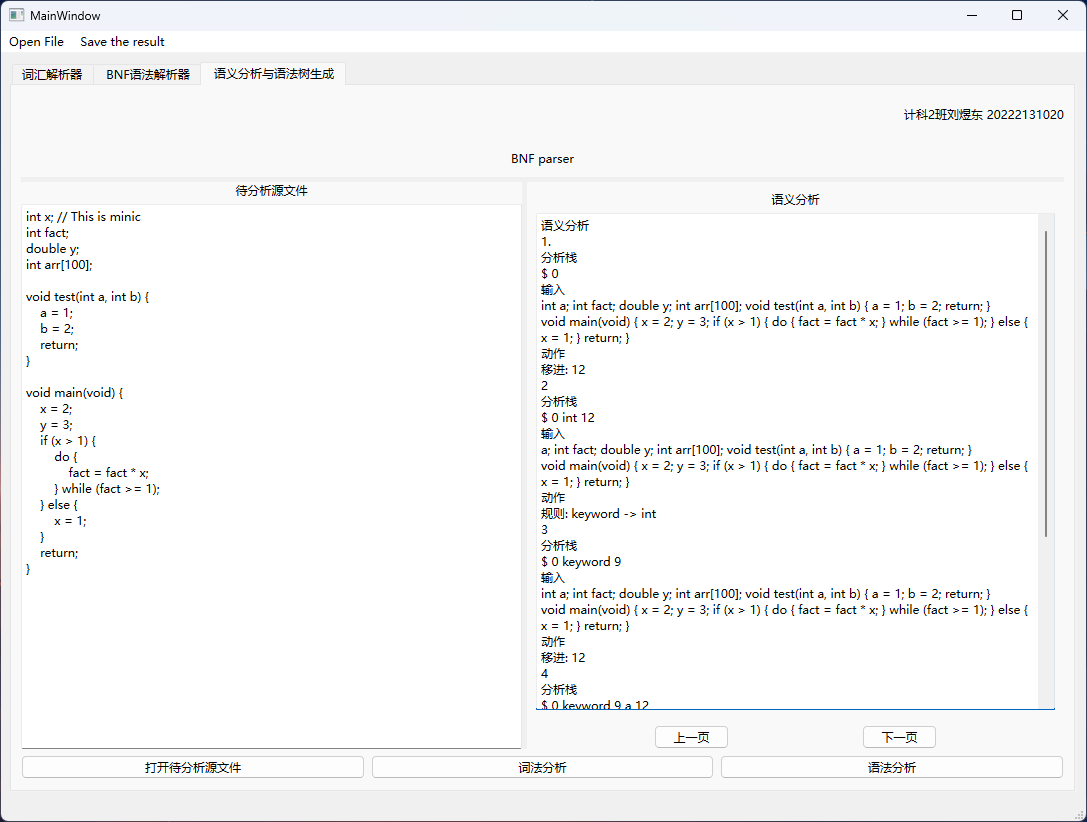 MainWindow
Open File Save the result
词汇解析器 BNF语法解析器 语义分析与语法树生成
计科2班刘煜东 20222131020
BNF parser
待分析源文件
int x; // This is minic
int fact;
double y;
int arr[100];
void test(int a, int b) {
a = 1;
b = 2;
return;
}
void main(void) {
x = 2;
y = 3;
if (x > 1) {
do {
fact = fact * x;
} while (fact >= 1);
} else {
x = 1;
}
return;
}
语义分析
语义分析
1.
分析栈
$ 0
输入
int a; int fact; double y; int arr[100]; void test(int a, int b) { a = 1; b = 2; return; }
void main(void) { x = 2; y = 3; if (x > 1) { do { fact = fact * x; } while (fact >= 1); } else {
x = 1; } return; }
动作
移进: 12
2
分析栈
$ 0 int 12
输入
a; int fact; double y; int arr[100]; void test(int a, int b) { a = 1; b = 2; return; }
void main(void) { x = 2; y = 3; if (x > 1) { do { fact = fact * x; } while (fact >= 1); } else {
x = 1; } return; }
动作
规则: keyword -> int
3
分析栈
$ 0 keyword 9
输入
int a; int fact; double y; int arr[100]; void test(int a, int b) { a = 1; b = 2; return; }
void main(void) { x = 2; y = 3; if (x > 1) { do { fact = fact * x; } while (fact >= 1); } else {
x = 1; } return; }
动作
移进: 12
4
分析栈
$ 0 keyword 9 a 12
上一页 下一页
打开待分析源文件 词法分析 语法分析